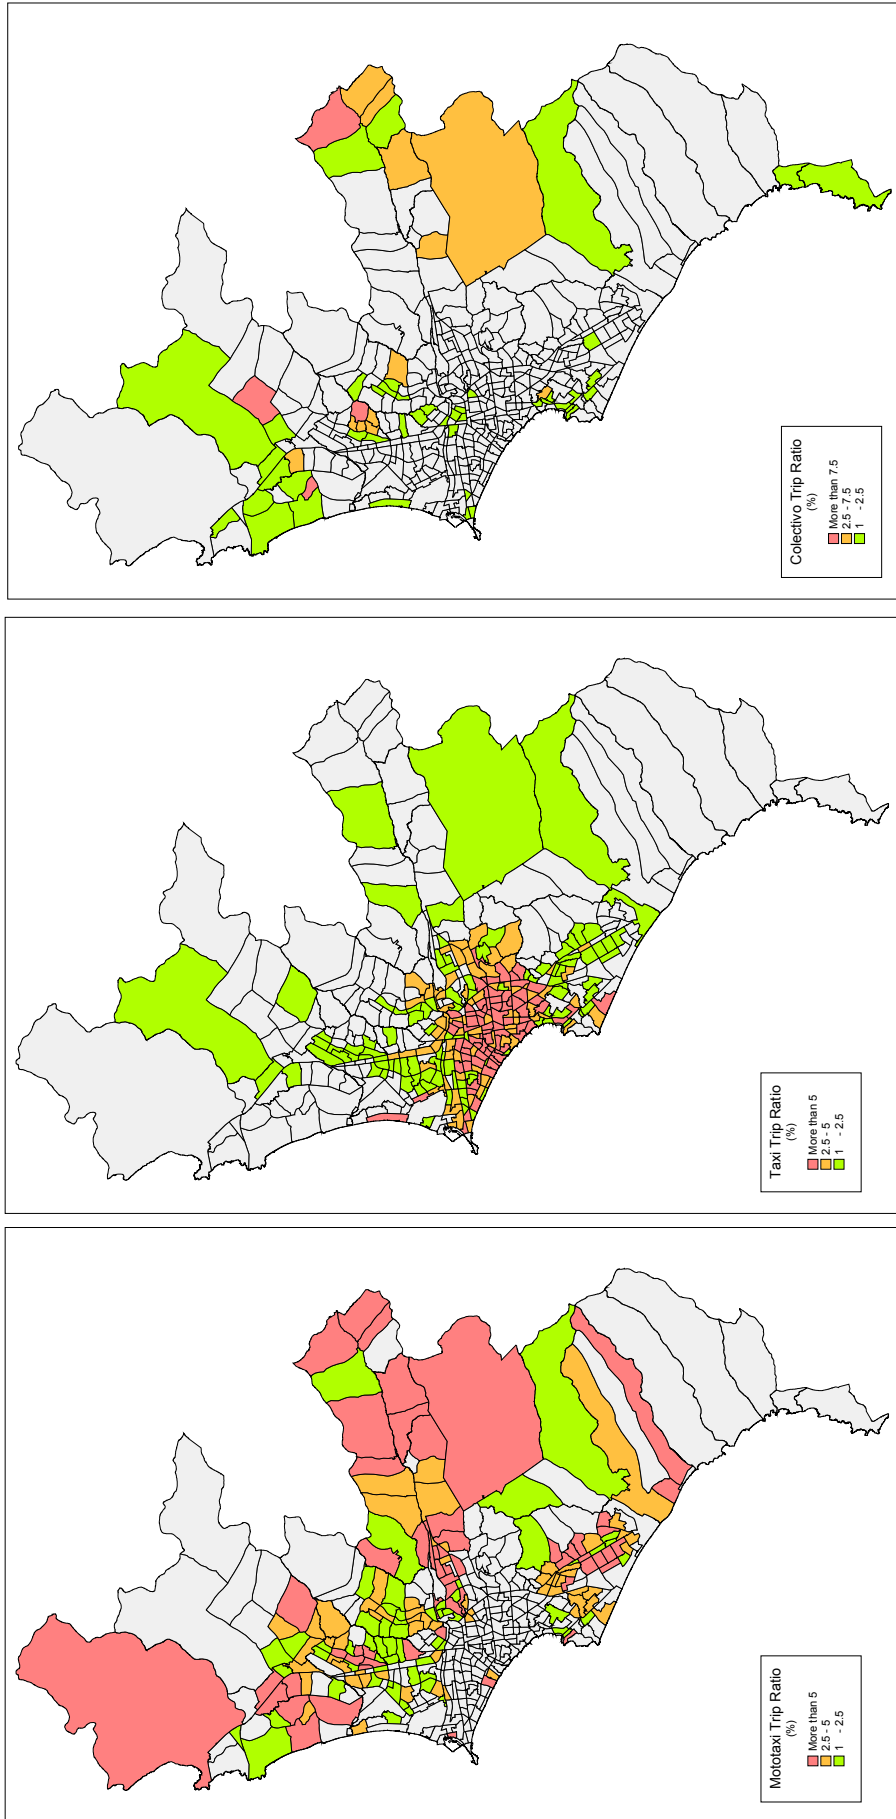 Colectivo Trip Ratio
(%)
More than 7.5
2.5 - 7.5
1 - 2.5
Taxi Trip Ratio
(%)
More than 5
2.5 - 5
1 - 2.5
Mototaxi Trip Ratio
(%)
More than 5
2.5 - 5
1 - 2.5